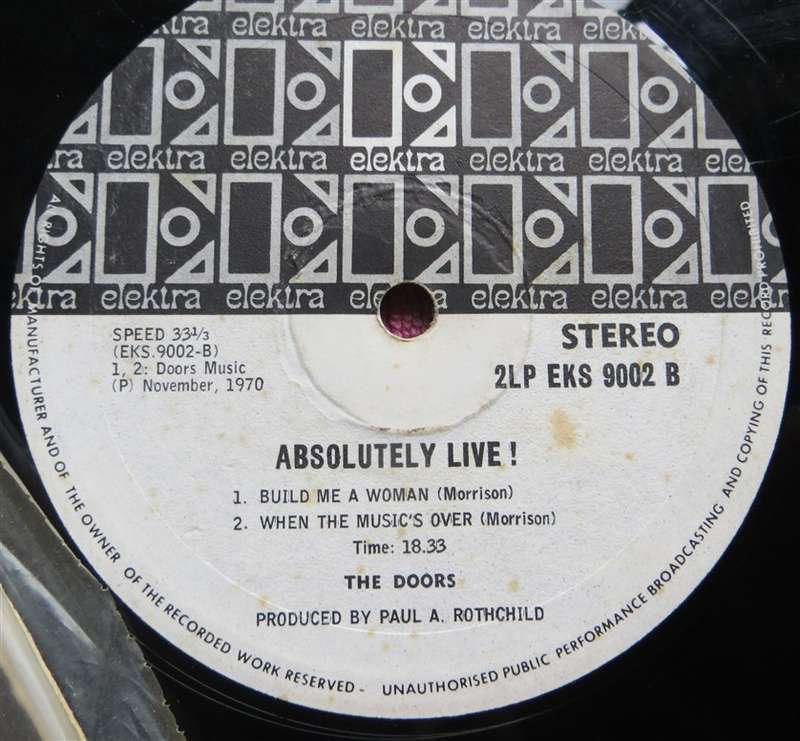 elektra elektra elektra elektra elektra
elektra elektra elektra elektra elektra
elektra elektra elektra elektra elektra elektra
SPEED 33⅓
(EKS.9002-B)
1, 2: Doors Music
(P) November, 1970
STEREO
2LP EKS 9002 B
ABSOLUTELY LIVE !
1. BUILD ME A WOMAN (Morrison)
2. WHEN THE MUSIC'S OVER (Morrison)
Time: 18.33
THE DOORS
PRODUCED BY PAUL A. ROTHCHILD
ALL RIGHTS OF MANUFACTURER AND OF THE OWNER OF THE RECORDED WORK RESERVED - UNAUTHORISED PUBLIC PERFORMANCE BROADCASTING AND COPYING OF THIS RECORD PROHIBITED